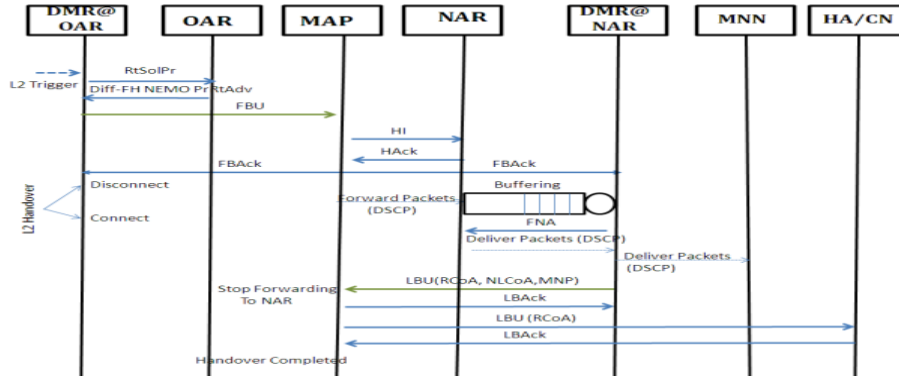 DMR@
OAR
OAR
MAP
NAR
DMR@
NAR
MNN
HA/CN
RtSolPr
L2 Trigger
Diff-FH NEMO PrRtAdv
FBU
HI
HAck
FBAck
FBAck
L2 Handover
Disconnect
Connect
Buffering
Forward Packets
(DSCP)
FNA
Deliver Packets (DSCP)
Deliver Packets
(DSCP)
LBU(RCoA, NLCoA,MNP)
Stop Forwarding
To NAR
LBAck
LBU (RCoA)
LBAck
Handover Completed